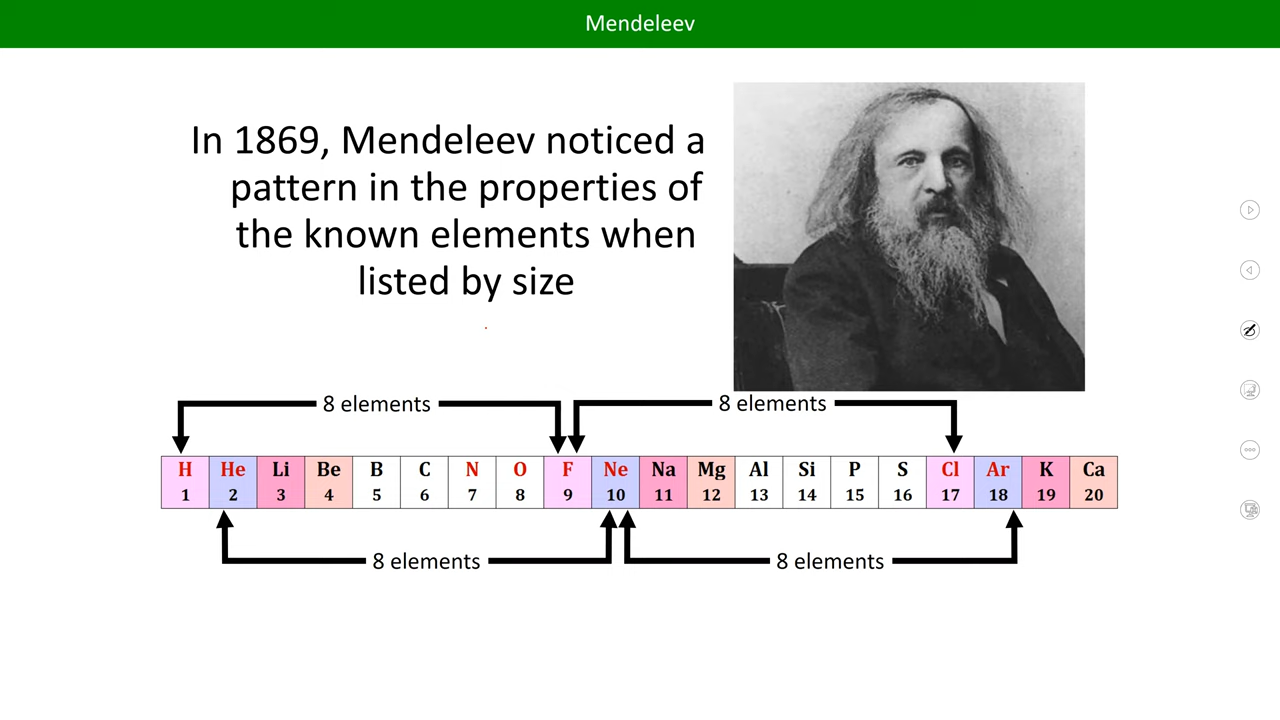 Mendeleev
In 1869, Mendeleev noticed a
pattern in the properties of
the known elements when
listed by size
8 elements 8 elements
H He Li Be B C N O F Ne Na Mg Al Si P S Cl Ar K Ca
1 2 3 4 5 6 7 8 9 10 11 12 13 14 15 16 17 18 19 20
8 elements 8 elements